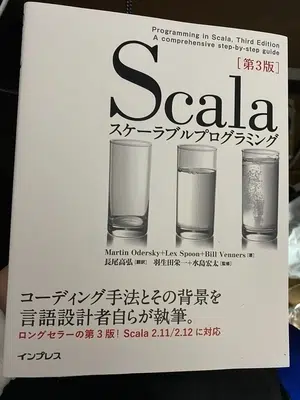 Programming in Scala, Third Edition
A comprehensive step-by-step guide
[第3版]
Scala
スケーラブルプログラミング
Martin Odersky+Lex Spoon+Bill Venners[著]
長尾高弘[翻訳] 羽生田栄一+水島宏太[監修]
コーディング手法とその背景を
言語設計者自らが執筆。
ロングセラーの第3版! Scala 2.11/2.12 に対応
インプレス